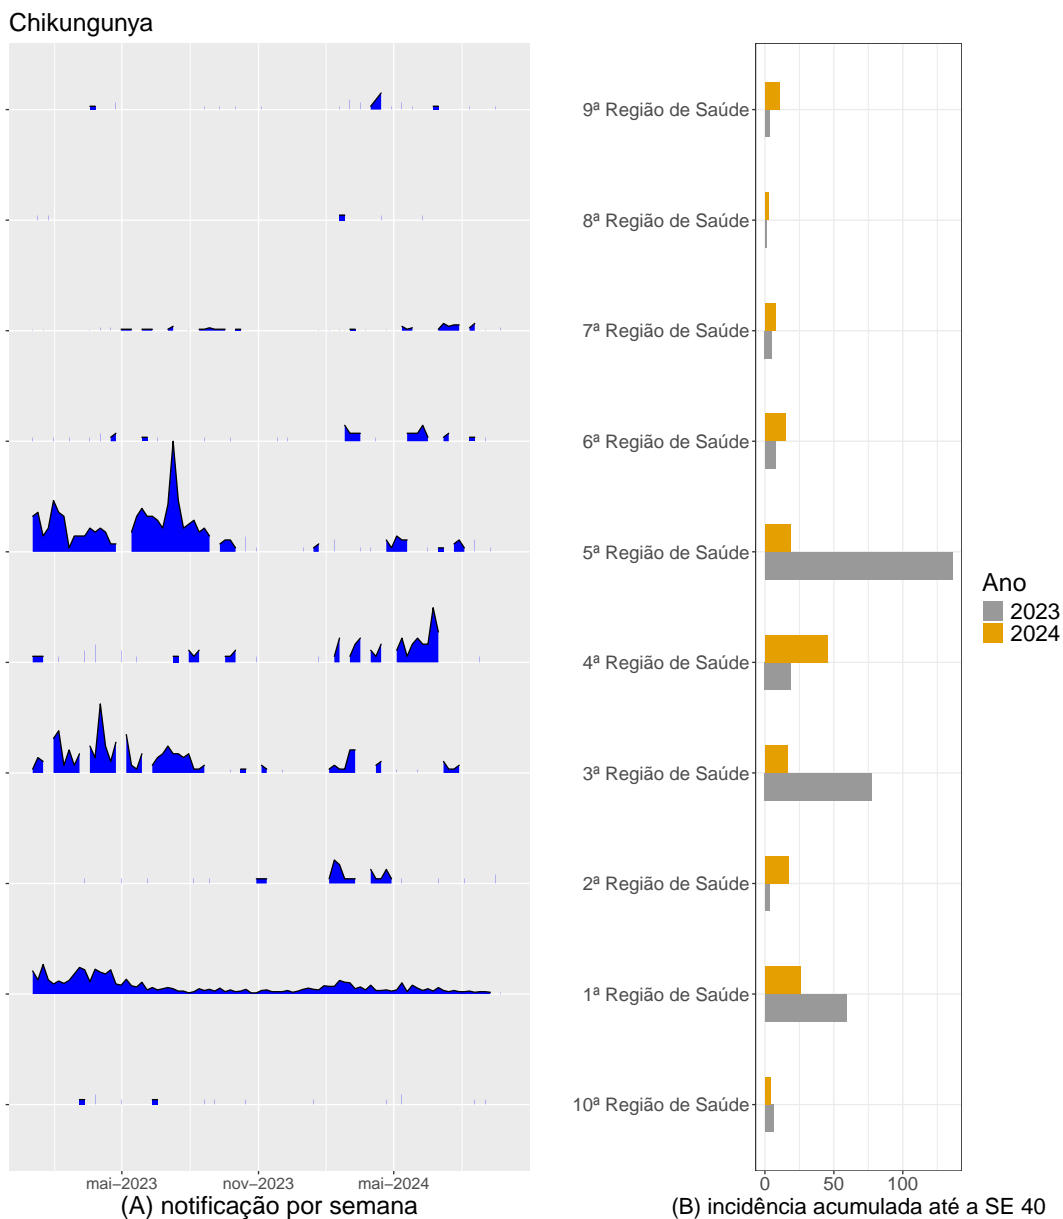 Chikungunya
9ª Região de Saúde
8ª Região de Saúde
7ª Região de Saúde
6ª Região de Saúde
5ª Região de Saúde
4ª Região de Saúde
3ª Região de Saúde
2ª Região de Saúde
1ª Região de Saúde
10ª Região de Saúde
Ano
2023
2024
mai−2023 nov−2023 mai−2024
0 50 100
(A) notificação por semana
(B) incidência acumulada até a SE 40